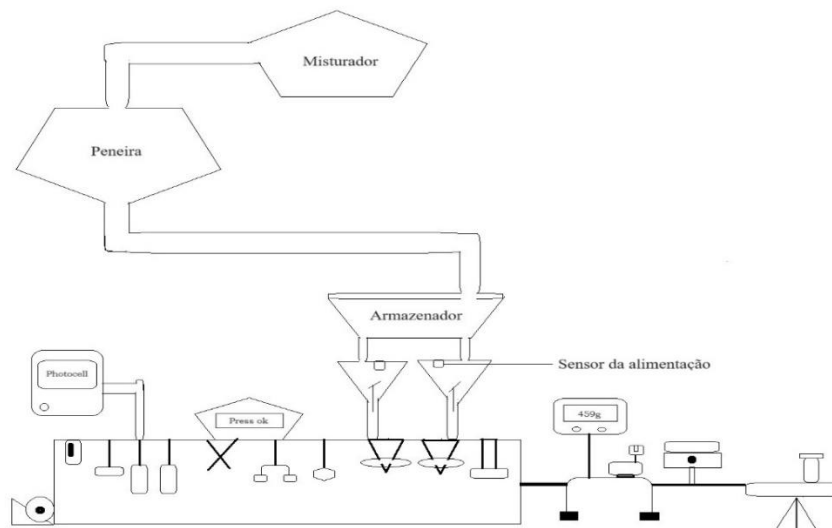 Misturador
Peneira
Armazenador
Sensor da alimentação
Photocell
Press ok
459g